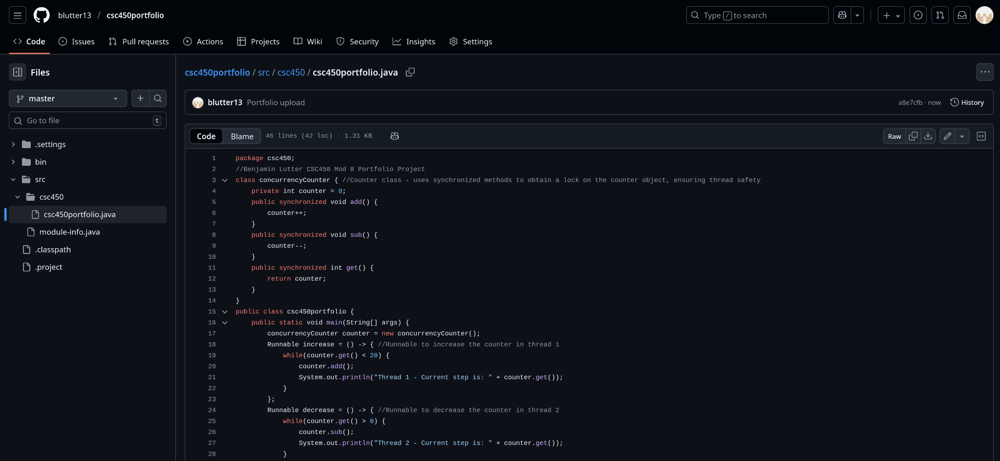 blutter13 / csc450portfolio
Type / to search
Code Issues Pull requests Actions Projects Wiki Security Insights Settings
Files
master
Go to file t
.settings
bin
src
csc450
csc450portfolio.java
module-info.java
.classpath
.project
csc450portfolio / src / csc450 / csc450portfolio.java
blutter13 Portfolio upload a8e7cfb · now History
Code Blame 46 lines (42 loc) · 1.31 KB Raw
1 package csc450;
2 //Benjamin Lutter CSC450 Mod 8 Portfolio Project
3 class concurrencyCounter { //Counter class - uses synchronized methods to obtain a lock on the counter object, ensuring thread safety
4 private int counter = 0;
5 public synchronized void add() {
6 counter++;
7 }
8 public synchronized void sub() {
9 counter--;
10 }
11 public synchronized int get() {
12 return counter;
13 }
14 }
15 public class csc450portfolio {
16 public static void main(String[] args) {
17 concurrencyCounter counter = new concurrencyCounter();
18 Runnable increase = () -> { //Runnable to increase the counter in thread 1
19 while(counter.get() < 20) {
20 counter.add();
21 System.out.println("Thread 1 - Current step is: " + counter.get());
22 }
23 };
24 Runnable decrease = () -> { //Runnable to decrease the counter in thread 2
25 while(counter.get() > 0) {
26 counter.sub();
27 System.out.println("Thread 2 - Current step is: " + counter.get());
28 }